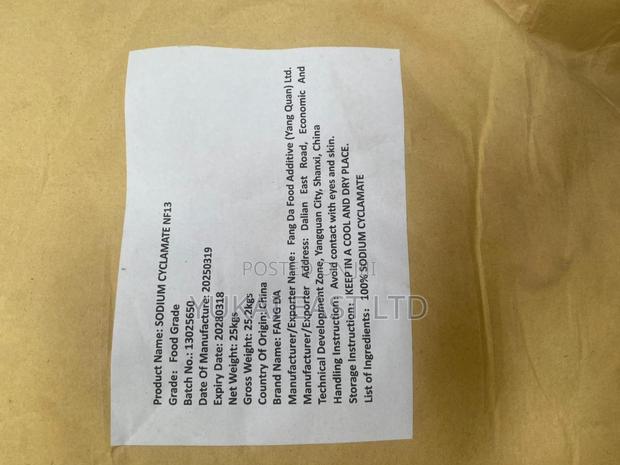 Product Name: SODIUM CYCLAMATE NF13
Grade: Food Grade
Batch No.: 13025650
Date Of Manufacture: 20250319
Expiry Date: 20280318
Net Weight: 25kgs
Gross Weight: 25.2kgs
Country Of Origin: China
Brand Name: FANG DA
Manufacturer/Exporter Name: Fang Da Food Additive (Yang Quan) Ltd.
Manufacturer/Exporter Address: Dalian East Road, Economic And
Technical Development Zone, Yangquan City, Shanxi, China
Handling Instruction: Avoid contact with eyes and skin.
Storage Instruction: KEEP IN A COOL AND DRY PLACE.
List of Ingredients: 100% SODIUM CYCLAMATE
LTD